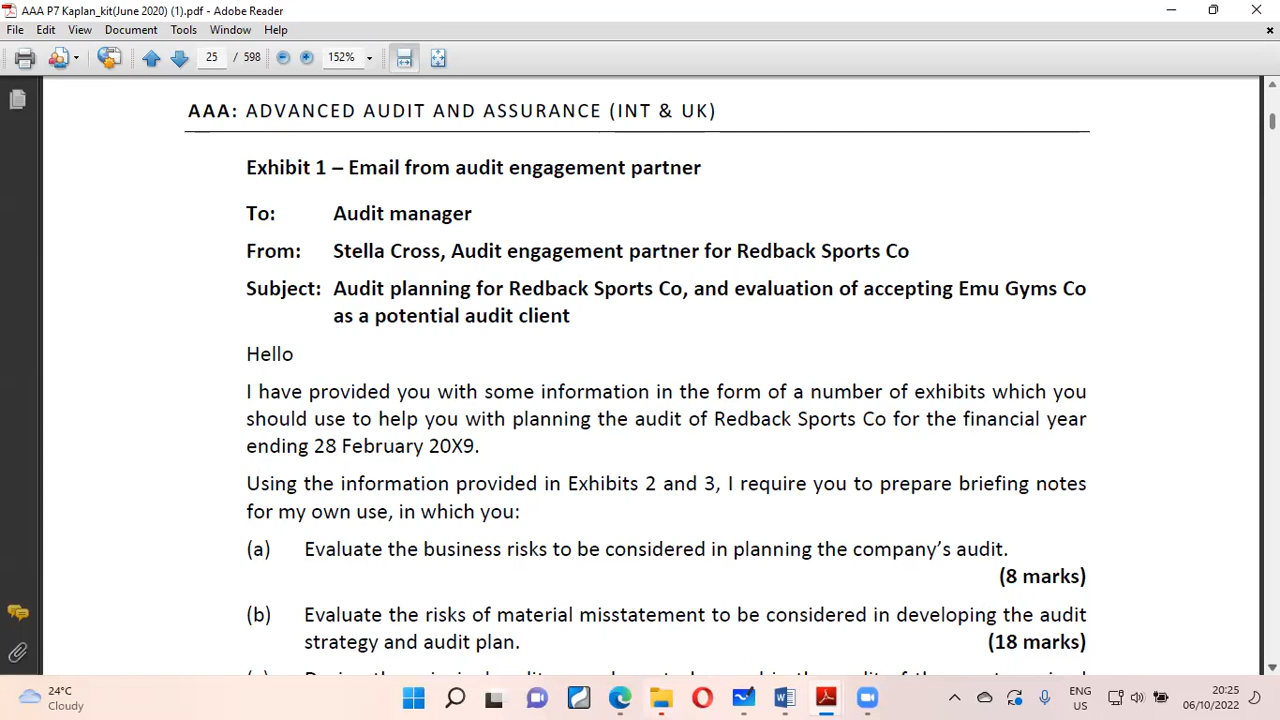 AAA P7 Kaplan_kit(June 2020) (1).pdf - Adobe Reader
File Edit View Document Tools Window Help
25 / 598 152%
AAA: ADVANCED AUDIT AND ASSURANCE (INT & UK)
Exhibit 1 – Email from audit engagement partner
To: Audit manager
From: Stella Cross, Audit engagement partner for Redback Sports Co
Subject: Audit planning for Redback Sports Co, and evaluation of accepting Emu Gyms Co
as a potential audit client
Hello
I have provided you with some information in the form of a number of exhibits which you
should use to help you with planning the audit of Redback Sports Co for the financial year
ending 28 February 20X9.
Using the information provided in Exhibits 2 and 3, I require you to prepare briefing notes
for my own use, in which you:
(a) Evaluate the business risks to be considered in planning the company's audit.
(8 marks)
(b) Evaluate the risks of material misstatement to be considered in developing the audit
strategy and audit plan. (18 marks)
24°C
Cloudy
ENG
US
20:25
06/10/2022